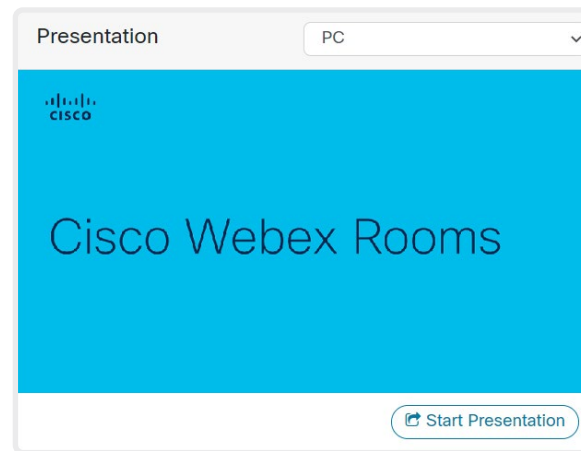 Presentation
PC
CISCO
Cisco Webex Rooms
Start Presentation